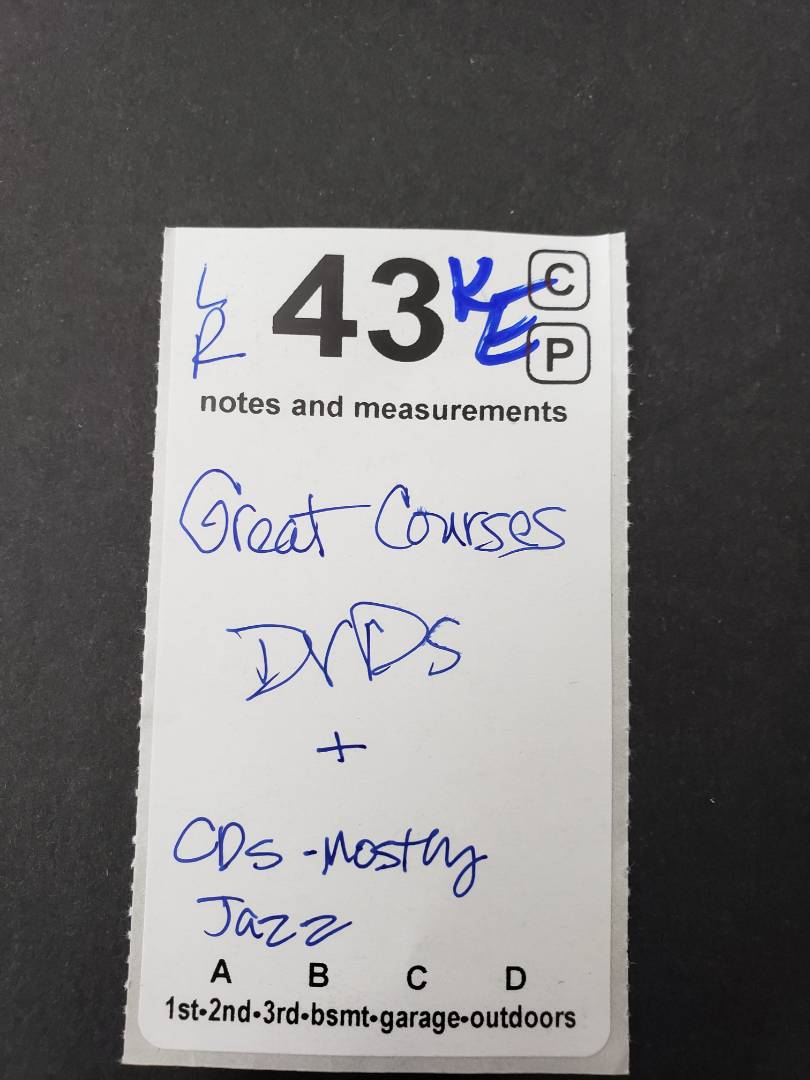 L R 43 KE C
P
notes and measurements
Great Courses
DVDs
+
CDs - Mostly
Jazz
A B C D
1st•2nd•3rd•bsmt•garage•outdoors